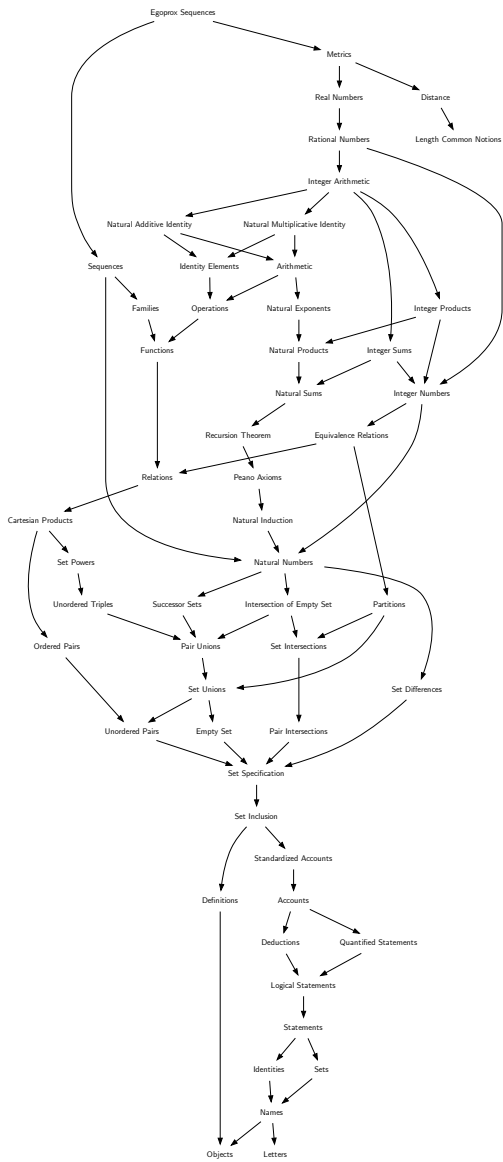 Egoprox Sequences
Metrics
Real Numbers
Distance
Rational Numbers
Length Common Notions
Integer Arithmetic
Natural Additive Identity
Natural Multiplicative Identity
Sequences
Identity Elements
Arithmetic
Families
Operations
Natural Exponents
Integer Products
Functions
Natural Products
Integer Sums
Natural Sums
Integer Numbers
Recursion Theorem
Equivalence Relations
Relations
Peano Axioms
Cartesian Products
Natural Induction
Set Powers
Natural Numbers
Unordered Triples
Successor Sets
Intersection of Empty Set
Partitions
Ordered Pairs
Pair Unions
Set Intersections
Set Unions
Set Differences
Unordered Pairs
Empty Set
Pair Intersections
Set Specification
Set Inclusion
Standardized Accounts
Definitions
Accounts
Deductions
Quantified Statements
Logical Statements
Statements
Identities
Sets
Names
Objects
Letters